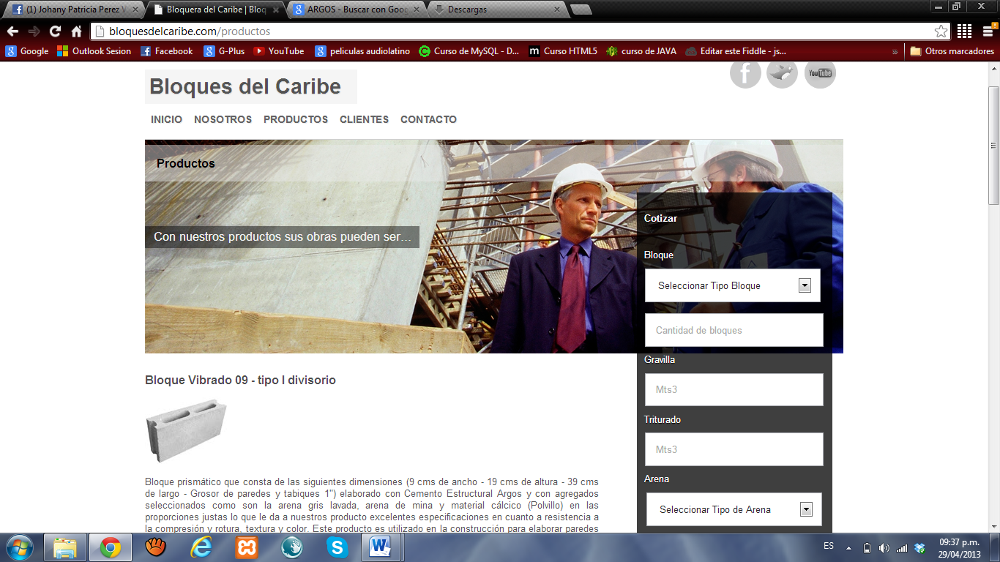 (1) Johany Patricia Perez V
Bloquera del Caribe | Bloq
ARGOS - Buscar con Goo
Descargas
bloquesdelcaribe.com/productos
Google
Outlook Sesion
Facebook
G-Plus
YouTube
peliculas audiolatino
Curso de MySQL - D...
Curso HTML5
curso de JAVA
Editar este Fiddle - js...
»
Otros marcadores
Bloques del Caribe
YouTube
INICIO NOSOTROS PRODUCTOS CLIENTES CONTACTO
Productos
Con nuestros productos sus obras pueden ser...
Cotizar
Bloque
Seleccionar Tipo Bloque
Cantidad de bloques
Gravilla
Mts3
Triturado
Mts3
Arena
Seleccionar Tipo de Arena
Bloque Vibrado 09 - tipo I divisorio
Bloque prismático que consta de las siguientes dimensiones (9 cms de ancho - 19 cms de altura - 39 cms
de largo - Grosor de paredes y tabiques 1") elaborado con Cemento Estructural Argos y con agregados
seleccionados como son la arena gris lavada, arena de mina y material cálcico (Polvillo) en las
proporciones justas lo que le da a nuestros producto excelentes especificaciones en cuanto a resistencia a
la compresión y rotura, textura y color. Este producto es utilizado en la construcción para elaborar paredes
ES
09:37 p.m.
29/04/2013